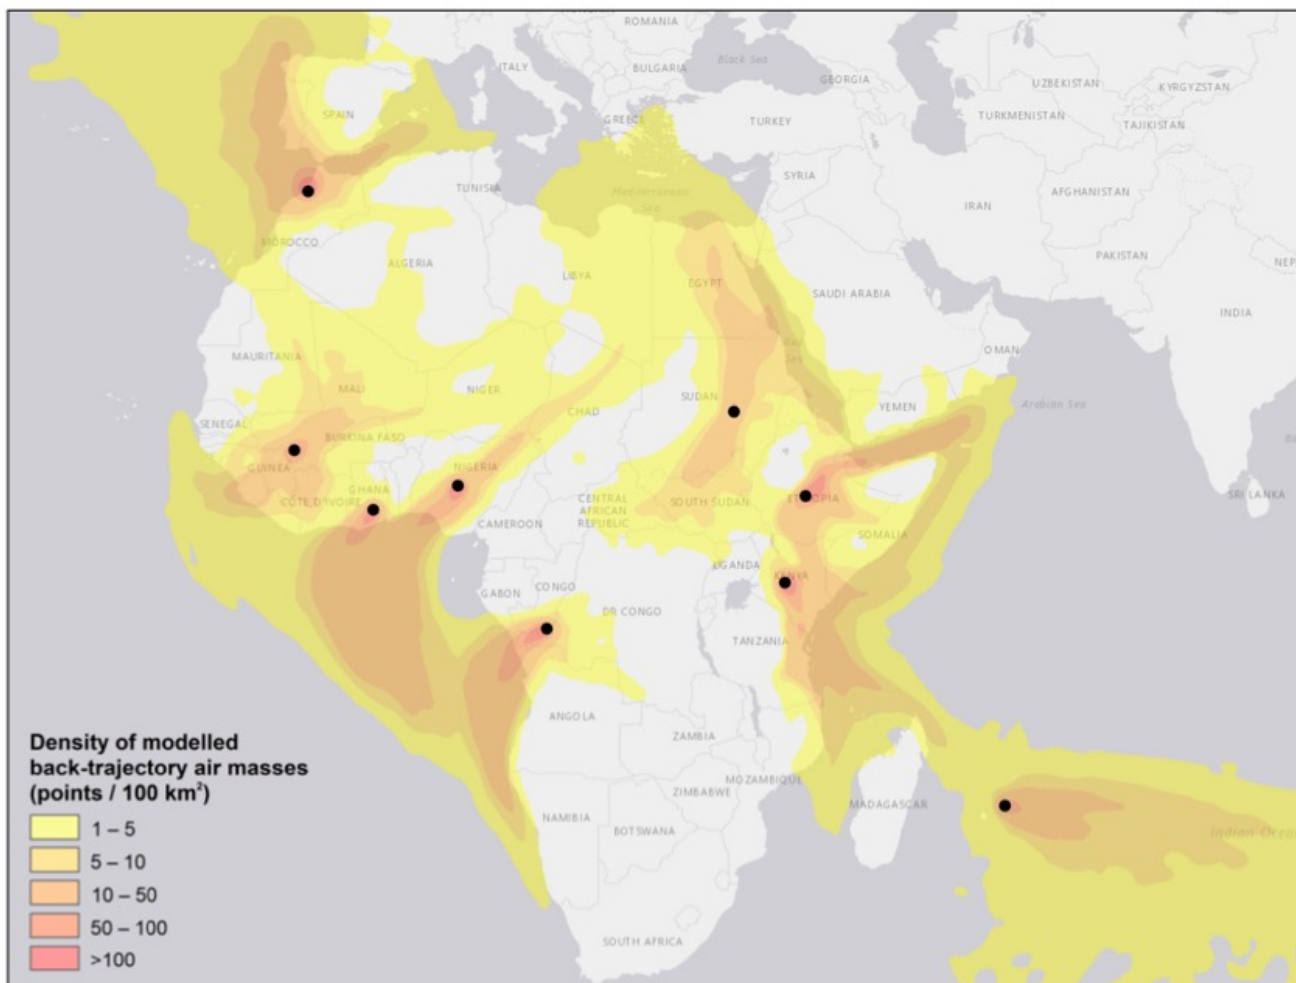 ROMANIA
Black Sea
ITALY
BULGARIA
GEORGIA
UZBEKISTAN
KYRGYZSTAN
SPAIN
GREECE
TURKEY
TURKMENISTAN
TAJIKISTAN
TUNISIA
SYRIA
Mediterranean
Sea
IRAN
AFGHANISTAN
MOROCCO
ALGERIA
LIBYA
EGYPT
PAKISTAN
NEP
SAUDI ARABIA
INDIA
MAURITANIA
Red
Sea
OMAN
MALI
NIGER
SUDAN
CHAD
YEMEN
Arabian Sea
SENEGAL
BURKINA FASO
GUINEA
NIGERIA
GHANA
CÔTE D'IVOIRE
CENTRAL
AFRICAN
REPUBLIC
SOUTH SUDAN
ETHIOPIA
SRI LANKA
CAMEROON
SOMALIA
UGANDA
KENYA
GABON
CONGO
DR CONGO
TANZANIA
ANGOLA
ZAMBIA
MOZAMBIQUE
ZIMBABWE
MADAGASCAR
NAMIBIA
BOTSWANA
Indian Ocea
SOUTH AFRICA
Density of modelled
back-trajectory air masses
(points / 100 km²)
1 – 5
5 – 10
10 – 50
50 – 100
>100